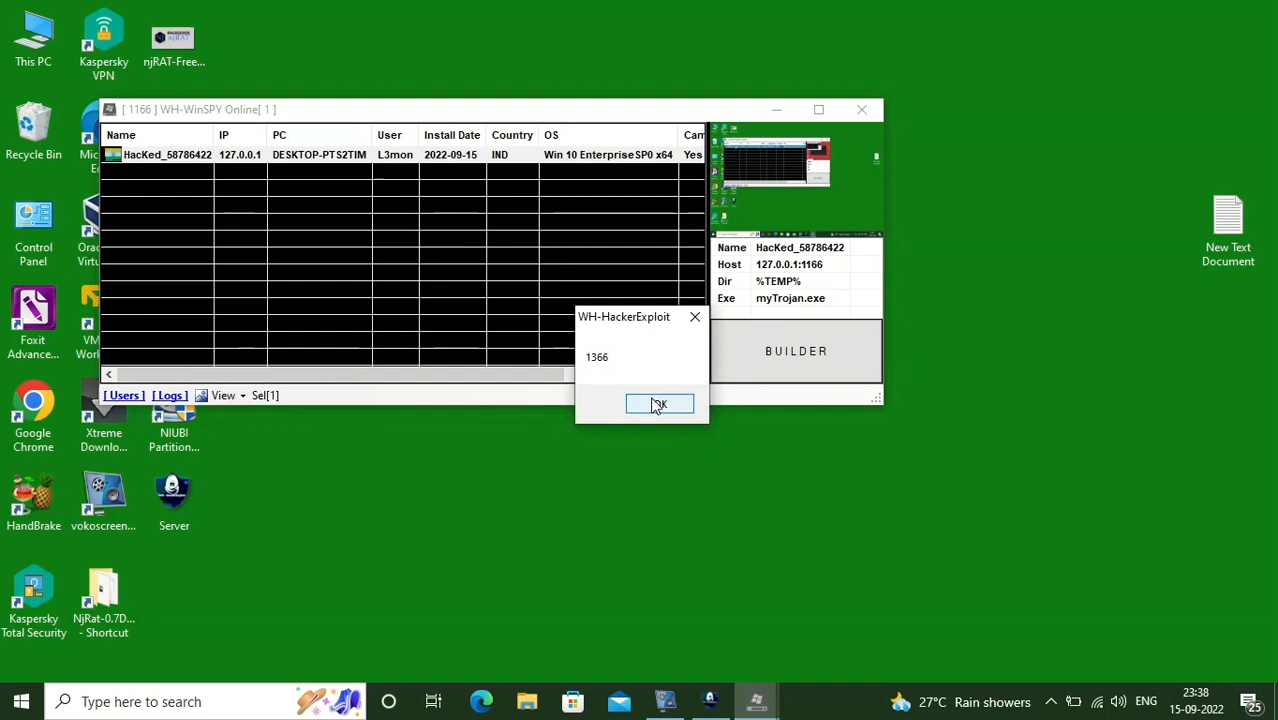 This PC
Kaspersky
VPN
njRAT-Free...
Recycle Bin
Control
Panel
Foxit
Advance...
Google
Chrome
Xtreme
Downlo...
NIUBI
Partition...
HandBrake
vokoscreen...
Server
Kaspersky
Total Security
NjRat-0.7D...
- Shortcut
New Text
Document
[ 1166 ] WH-WinSPY Online[ 1 ]
Name IP PC User Install Date Country OS Cam
HacKed_58786422 127.0.0.1 DESKTOP-PTS2TIM L3mon 2022-09-15 IND Win 10 EnterpriseSP0 x64 Yes
Name HacKed_58786422
Host 127.0.0.1:1166
Dir %TEMP%
Exe myTrojan.exe
BUILDER
[ Users ] [ Logs ] View Sel[1]
WH-HackerExploit
1366
OK
Type here to search
27°C Rain showers
ENG
23:38
15-09-2022
25